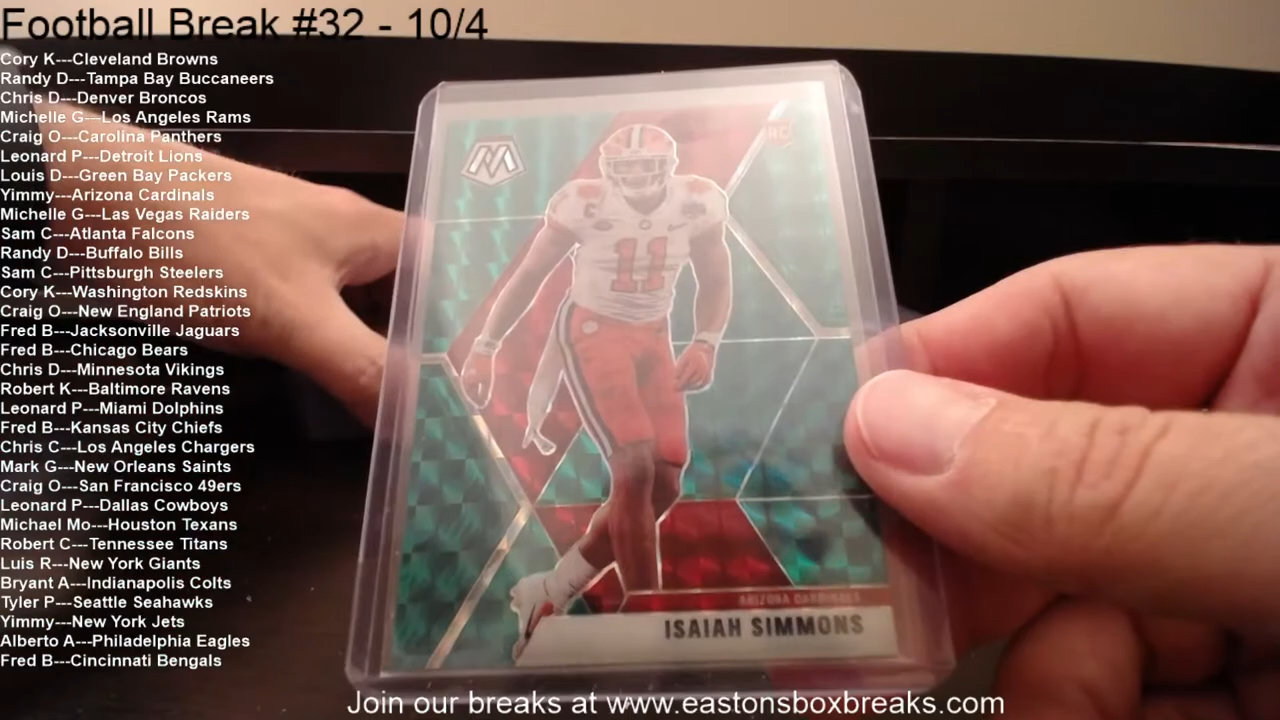 Football Break #32 - 10/4
Cory K---Cleveland Browns
Randy D---Tampa Bay Buccaneers
Chris D---Denver Broncos
Michelle G---Los Angeles Rams
Craig O---Carolina Panthers
Leonard P---Detroit Lions
Louis D---Green Bay Packers
Yimmy---Arizona Cardinals
Michelle G---Las Vegas Raiders
Sam C---Atlanta Falcons
Randy D---Buffalo Bills
Sam C---Pittsburgh Steelers
Cory K---Washington Redskins
Craig O---New England Patriots
Fred B---Jacksonville Jaguars
Fred B---Chicago Bears
Chris D---Minnesota Vikings
Robert K---Baltimore Ravens
Leonard P---Miami Dolphins
Fred B---Kansas City Chiefs
Chris C---Los Angeles Chargers
Mark G---New Orleans Saints
Craig O---San Francisco 49ers
Leonard P---Dallas Cowboys
Michael Mo---Houston Texans
Robert C---Tennessee Titans
Luis R---New York Giants
Bryant A---Indianapolis Colts
Tyler P---Seattle Seahawks
Yimmy---New York Jets
Alberto A---Philadelphia Eagles
Fred B---Cincinnati Bengals
M
RC
C
11
ARIZONA CARDINALS
ISAIAH SIMMONS
Join our breaks at www.eastonsboxbreaks.com